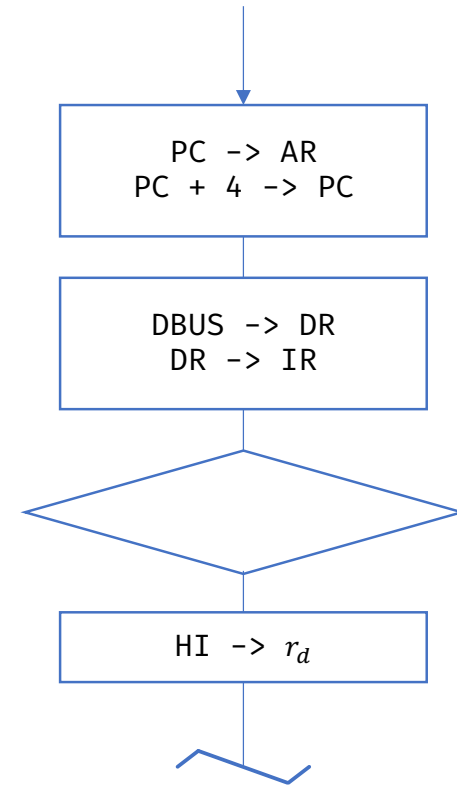 PC -> AR
PC + 4 -> PC
DBUS -> DR
DR -> IR
HI -> r_d